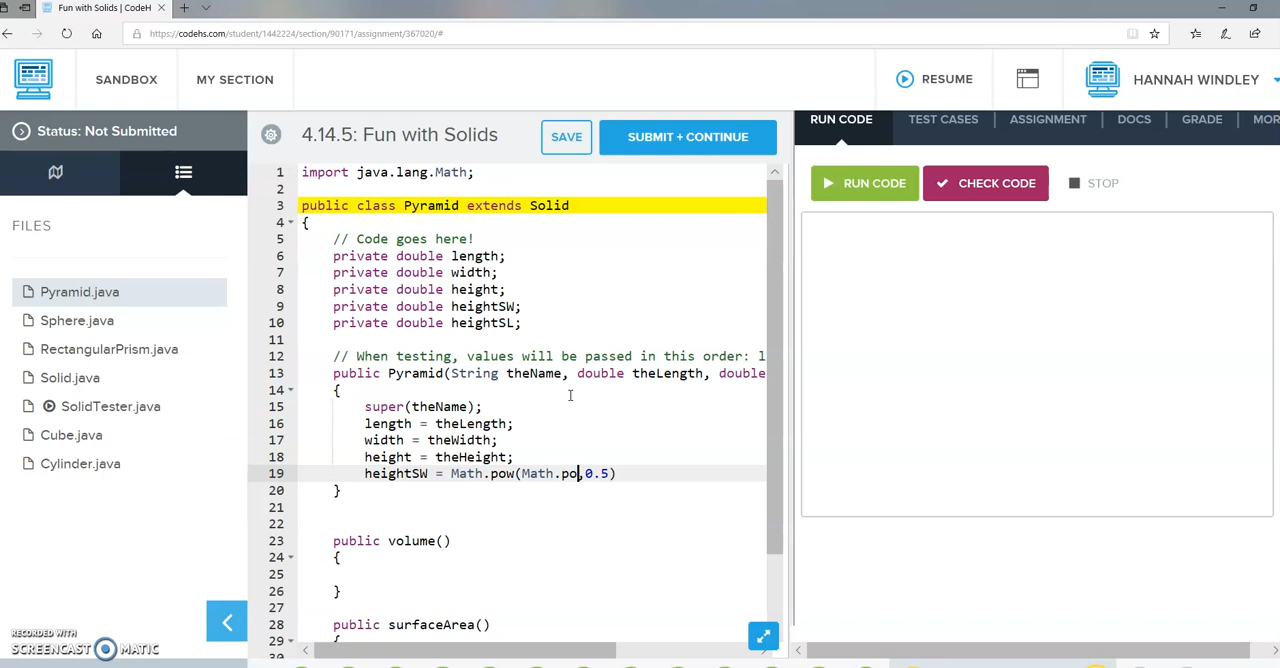 Fun with Solids | CodeH
https://codehs.com/student/1442224/section/90171/assignment/367020/#
SANDBOX
MY SECTION
RESUME
HANNAH WINDLEY
Status: Not Submitted
4.14.5: Fun with Solids
SAVE
SUBMIT + CONTINUE
RUN CODE
TEST CASES
ASSIGNMENT
DOCS
GRADE
MOR
RUN CODE
CHECK CODE
STOP
FILES
Pyramid.java
Sphere.java
RectangularPrism.java
Solid.java
SolidTester.java
Cube.java
Cylinder.java
1 import java.lang.Math;
2
3 public class Pyramid extends Solid
4 {
5 // Code goes here!
6 private double length;
7 private double width;
8 private double height;
9 private double heightSW;
10 private double heightSL;
11
12 // When testing, values will be passed in this order: l
13 public Pyramid(String theName, double theLength, double
14 {
15 super(theName);
16 length = theLength;
17 width = theWidth;
18 height = theHeight;
19 heightSW = Math.pow(Math.po,0.5)
20 }
21
22
23 public volume()
24 {
25
26 }
27
28 public surfaceArea()
29 {
30
RECORDED WITH
SCREENCAST MATIC